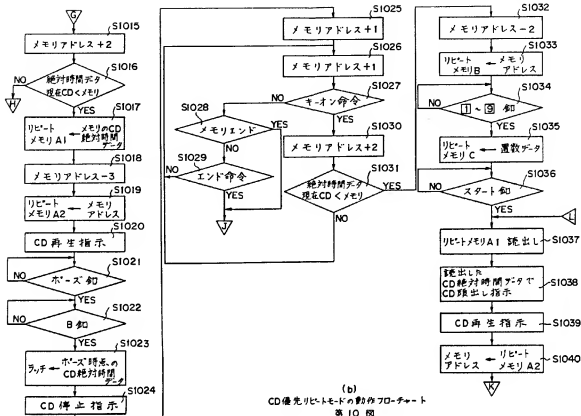 G
S1015
メモリアドレス+2
S1016
絶対時間データ
現在CD<メモリ
NO
H
YES
S1017
リピート
メモリA1
←
メモリのCD
絶対時間
データ
S1018
メモリアドレス-3
S1019
リピート
メモリA2
←
メモリ
アドレス
S1020
CD再生指示
S1021
NO
ポーズ釦
YES
S1022
NO
B釦
YES
S1023
ラッチ
←
ポーズ時点の
CD絶対時間
データ
S1024
CD停止指示
S1025
メモリアドレス+1
S1026
メモリアドレス+1
S1027
キーオン命令
NO
YES
S1028
メモリエンド
YES
NO
S1029
エンド命令
NO
YES
J
S1030
メモリアドレス+2
S1031
絶対時間データ
現在CD<メモリ
YES
NO
S1032
メモリアドレス-2
S1033
リピート
メモリB
←
メモリ
アドレス
S1034
1~9 釦
NO
YES
S1035
リピート
メモリC
←
置数データ
S1036
スタート釦
NO
YES
L
リピートメモリA1 読出し
S1037
読出した
CD絶対時間データで
CD頭出し指示
S1038
CD再生指示
S1039
メモリ
アドレス
←
リピート
メモリA2
S1040
K
(b)
CD優先リピートモードの動作フローチャート
第10図